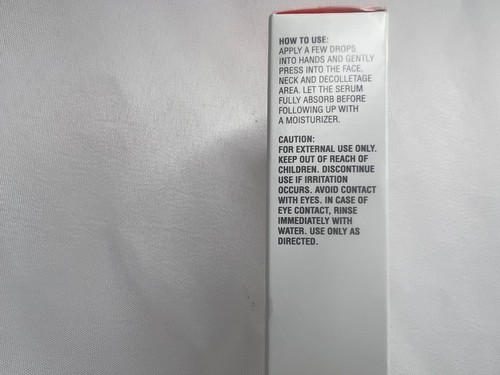 HOW TO USE:
APPLY A FEW DROPS
INTO HANDS AND GENTLY
PRESS INTO THE FACE,
NECK AND DECOLLETAGE
AREA. LET THE SERUM
FULLY ABSORB BEFORE
FOLLOWING UP WITH
A MOISTURIZER.
CAUTION:
FOR EXTERNAL USE ONLY.
KEEP OUT OF REACH OF
CHILDREN. DISCONTINUE
USE IF IRRITATION
OCCURS. AVOID CONTACT
WITH EYES. IN CASE OF
EYE CONTACT, RINSE
IMMEDIATELY WITH
WATER. USE ONLY AS
DIRECTED.